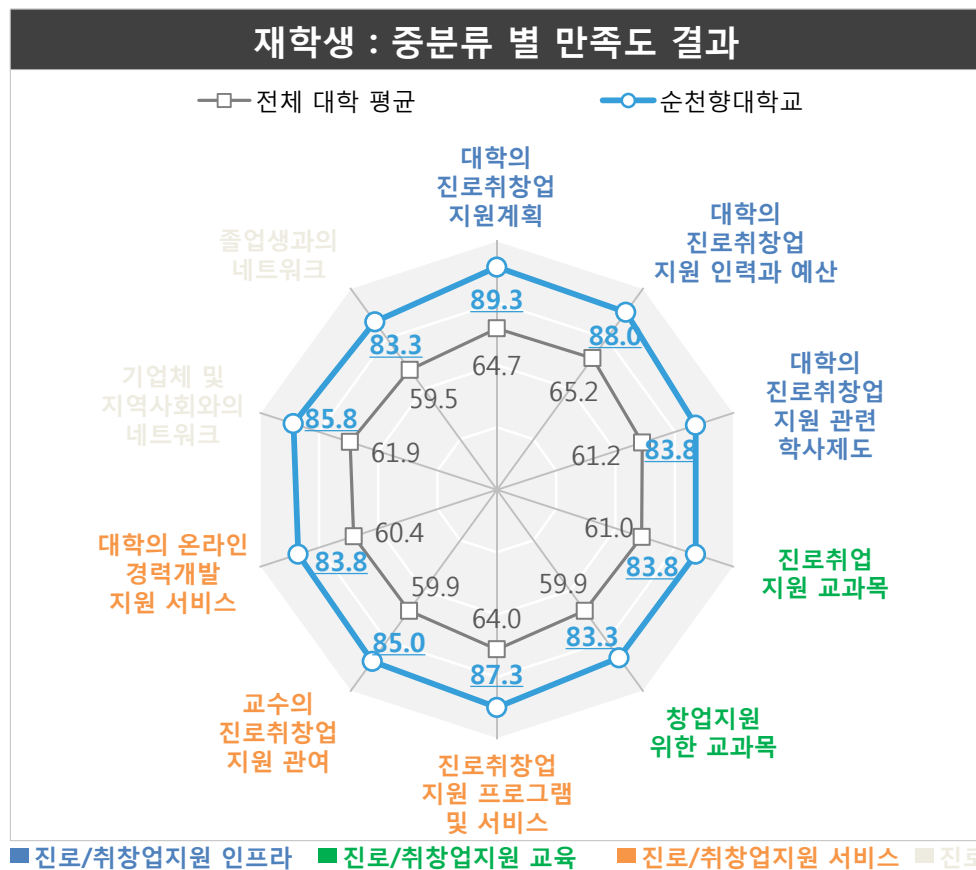 재학생 : 중분류 별 만족도 결과
전체 대학 평균
순천향대학교
대학의
진로취창업
지원계획
대학의
진로취창업
지원 인력과 예산
대학의
진로취창업
지원 관련
학사제도
진로취업
지원 교과목
창업지원
위한 교과목
진로취창업
지원 프로그램
및 서비스
교수의
진로취창업
지원 관여
대학의 온라인
경력개발
지원 서비스
기업체 및
지역사회와의
네트워크
졸업생과의
네트워크
89.3
88.0
83.8
83.8
83.3
87.3
85.0
83.8
85.8
83.3
64.7
65.2
61.2
61.0
59.9
64.0
59.9
60.4
61.9
59.5
진로/취창업지원 인프라
진로/취창업지원 교육
진로/취창업지원 서비스
진로